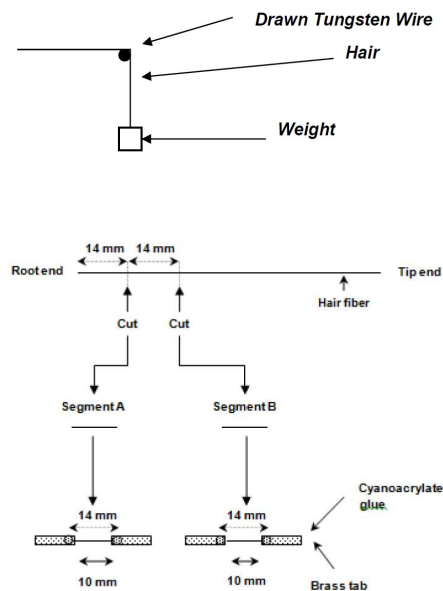 Drawn Tungsten Wire
Hair
Weight
14 mm 14 mm
Root end
Tip end
Hair fiber
Cut Cut
Segment A Segment B
Cyanoacrylate
glue
14 mm 14 mm
10 mm 10 mm
Brass tab